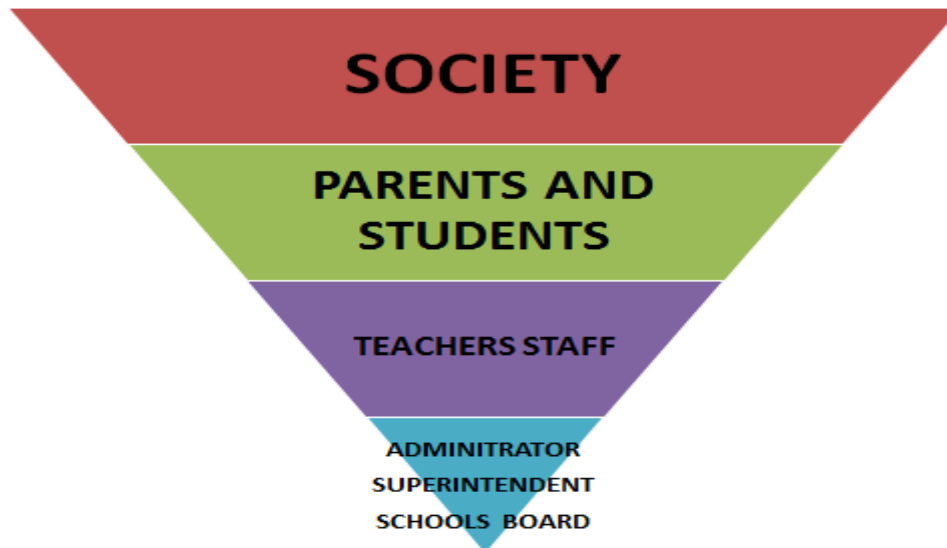 SOCIETY
PARENTS AND
STUDENTS
TEACHERS STAFF
ADMINITRATOR
SUPERINTENDENT
SCHOOLS BOARD